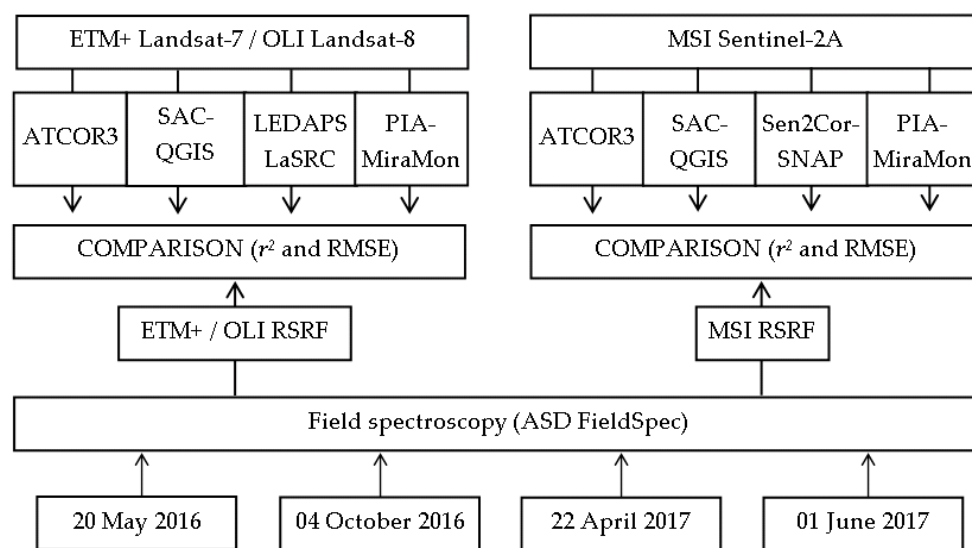 ETM+ Landsat-7 / OLI Landsat-8
MSI Sentinel-2A
ATCOR3
SAC-
QGIS
LEDAPS
LaSRC
PIA-
MiraMon
ATCOR3
SAC-
QGIS
Sen2Cor-
SNAP
PIA-
MiraMon
COMPARISON (r² and RMSE)
COMPARISON (r² and RMSE)
ETM+ / OLI RSRF
MSI RSRF
Field spectroscopy (ASD FieldSpec)
20 May 2016
04 October 2016
22 April 2017
01 June 2017